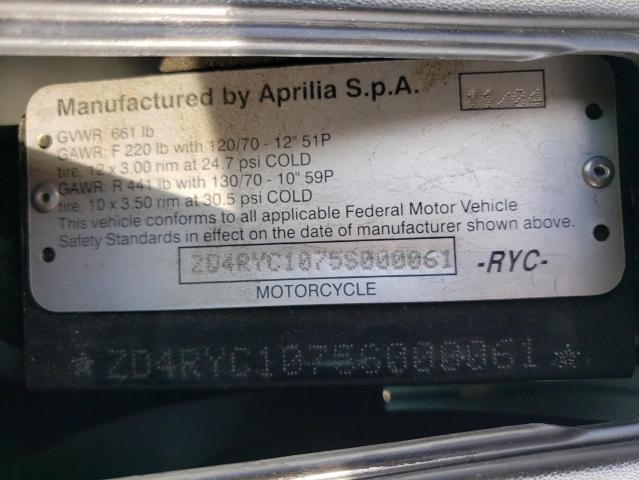 Manufactured by Aprilia S.p.A. 11/94
GVWR: 661 lb
GAWR: F 220 lb with 120/70 - 12" 51P
tire, 12 x 3.00 rim at 24.7 psi COLD
GAWR: R 441 lb with 130/70 - 10" 59P
tire, 10 x 3.50 rim at 30.5 psi COLD
This vehicle conforms to all applicable Federal Motor Vehicle
Safety Standards in effect on the date of manufacturer shown above.
ZD4RYC1075S000061 -RYC-
MOTORCYCLE